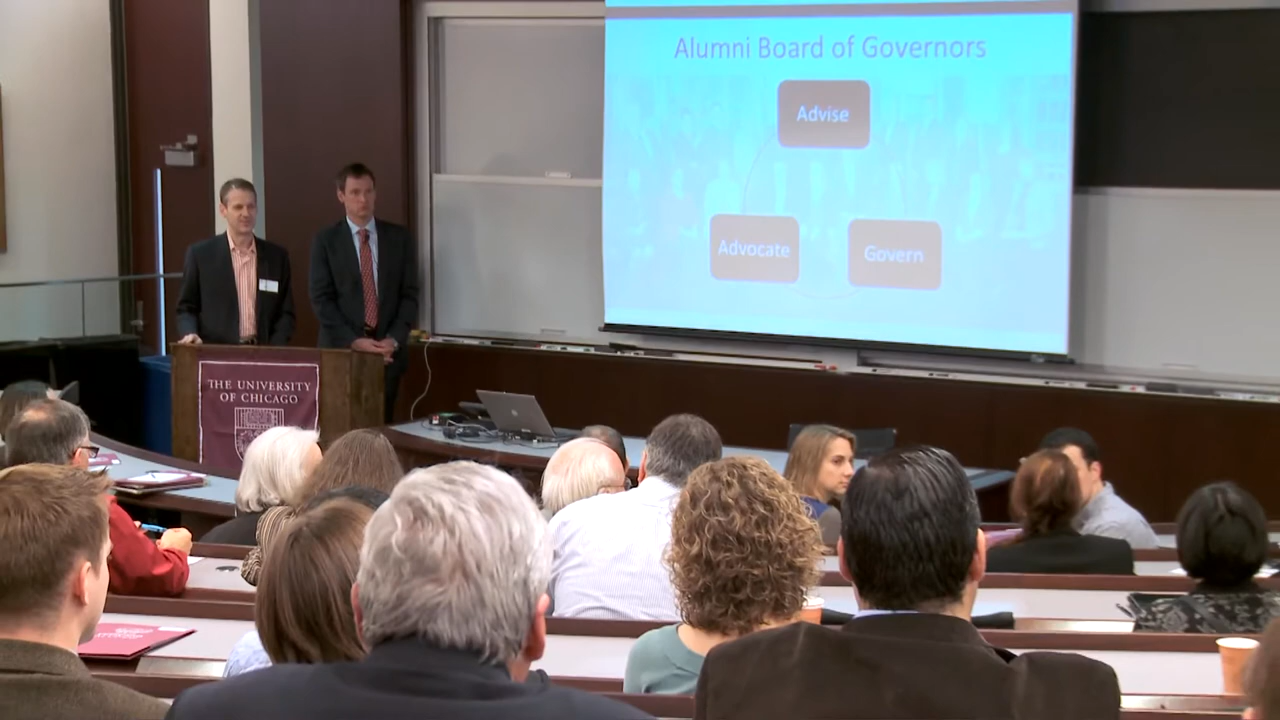 Alumni Board of Governors
Advise
Advocate
Govern
THE UNIVERSITY
OF CHICAGO